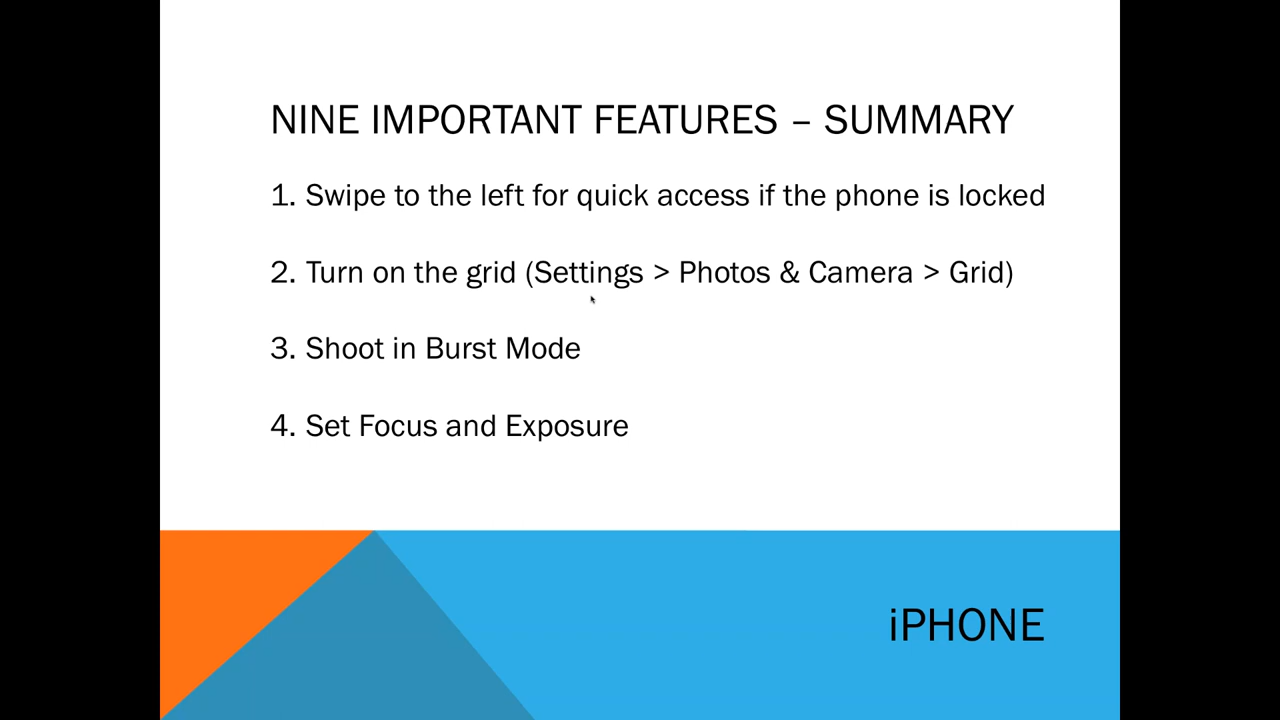 NINE IMPORTANT FEATURES – SUMMARY
1. Swipe to the left for quick access if the phone is locked
2. Turn on the grid (Settings > Photos & Camera > Grid)
3. Shoot in Burst Mode
4. Set Focus and Exposure
iPHONE